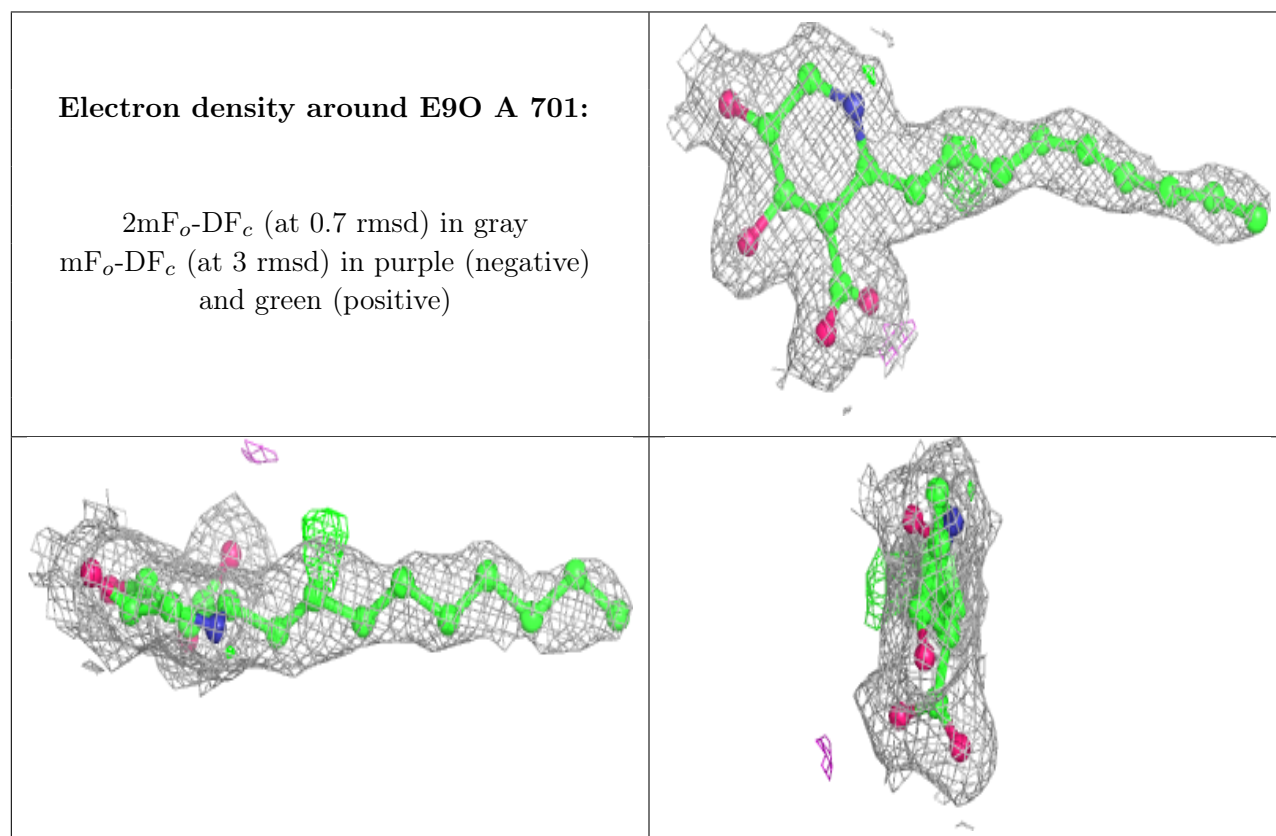 Electron density around E9O A 701:
2mFo-DFc (at 0.7 rmsd) in gray
mFo-DFc (at 3 rmsd) in purple (negative)
and green (positive)